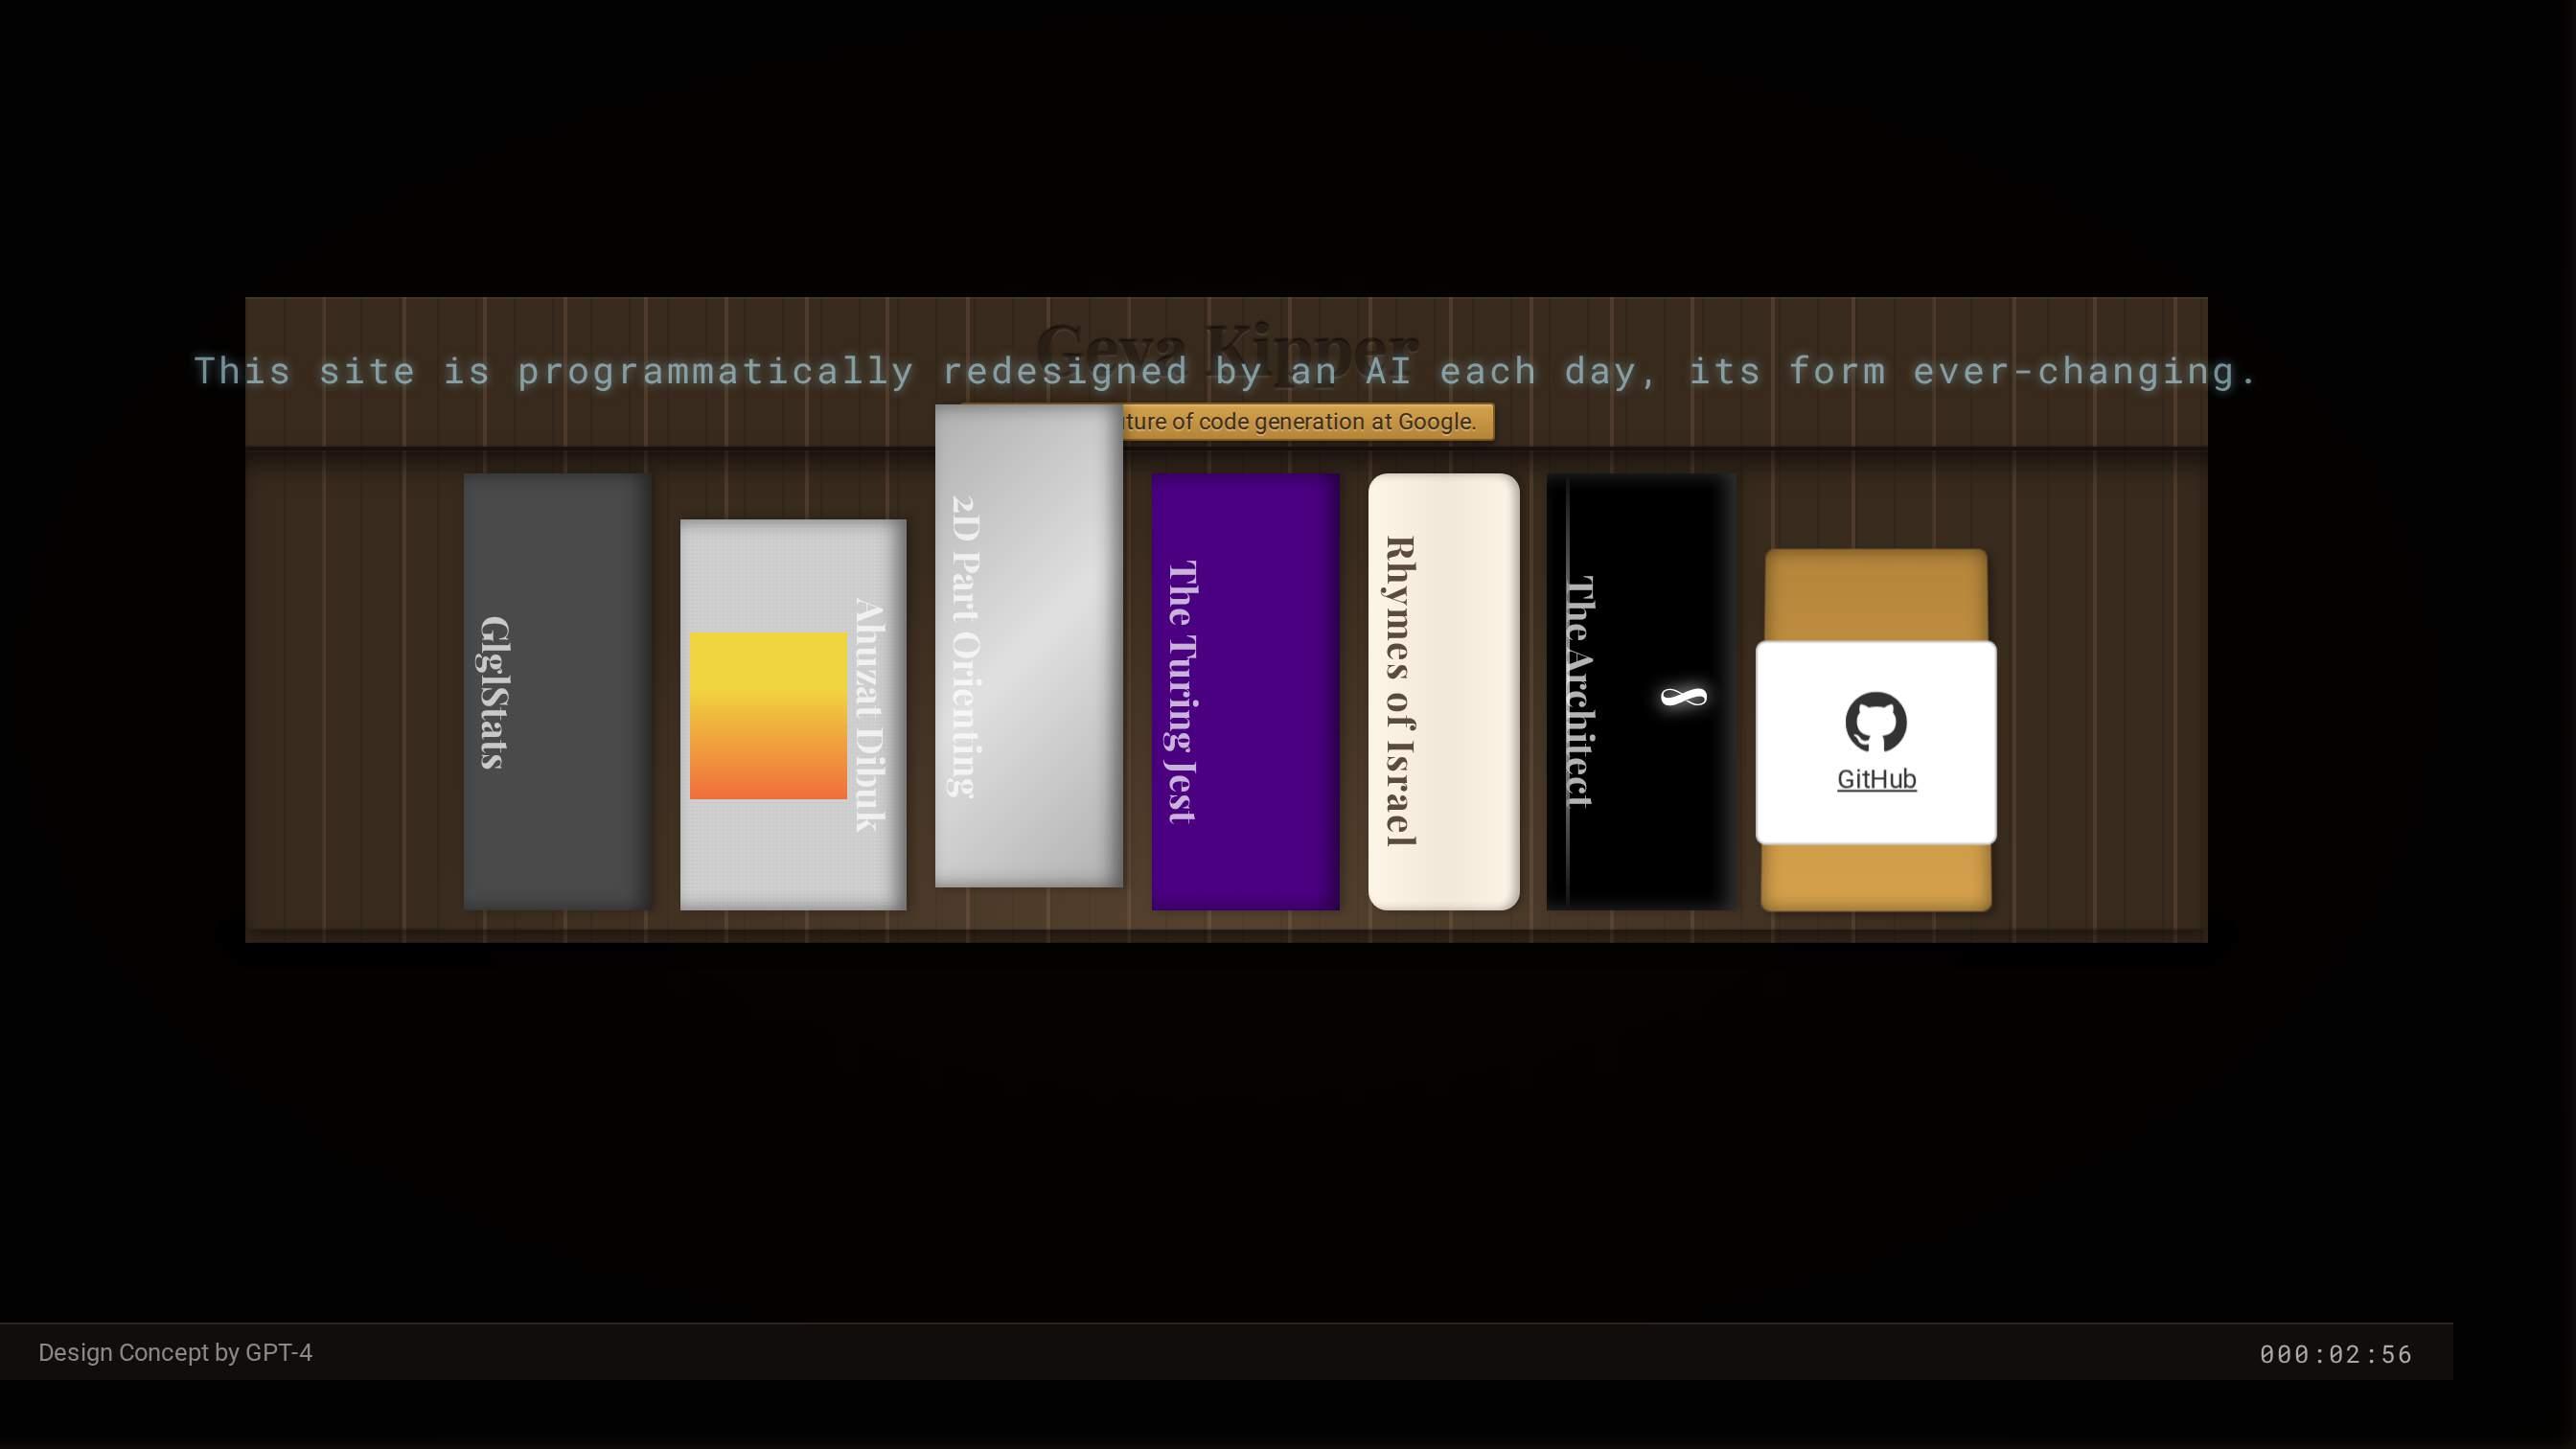 Geva Kipper
This site is programmatically redesigned by an AI each day, its form ever-changing.
ture of code generation at Google.
GlglStats
Ahuzat Dibuk
2D Part Orienting
The Turing Jest
Rhymes of Israel
The Architect
∞
GitHub
Design Concept by GPT-4
000:02:56